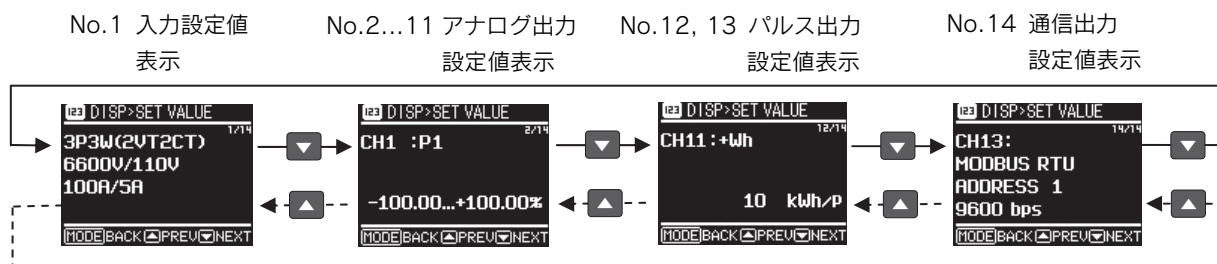 No.1 入力設定値
表示
No.2...11 アナログ出力
設定値表示
No.12, 13 パルス出力
設定値表示
No.14 通信出力
設定値表示
123 DISP>SET VALUE
1/14
3P3W(2VT2CT)
6600V/110V
100A/5A
MODE BACK ▲PREV ▼NEXT
123 DISP>SET VALUE
2/14
CH1 :P1
-100.00...+100.00%
MODE BACK ▲PREV ▼NEXT
123 DISP>SET VALUE
12/14
CH11:+Wh
10 kWh/P
MODE BACK ▲PREV ▼NEXT
123 DISP>SET VALUE
14/14
CH13:
MODBUS RTU
ADDRESS 1
9600 bps
MODE BACK ▲PREV ▼NEXT